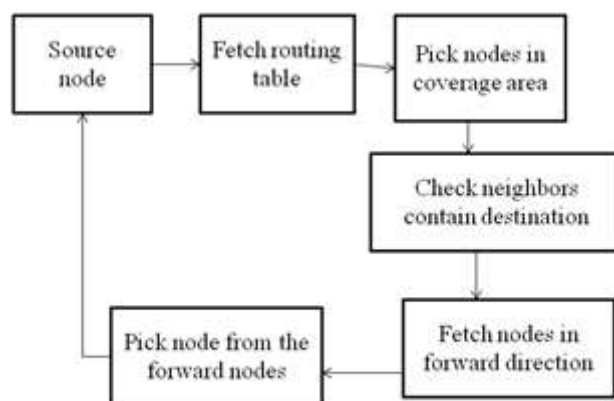 Source
node
Fetch routing
table
Pick nodes in
coverage area
Check neighbors
contain destination
Fetch nodes in
forward direction
Pick node from the
forward nodes